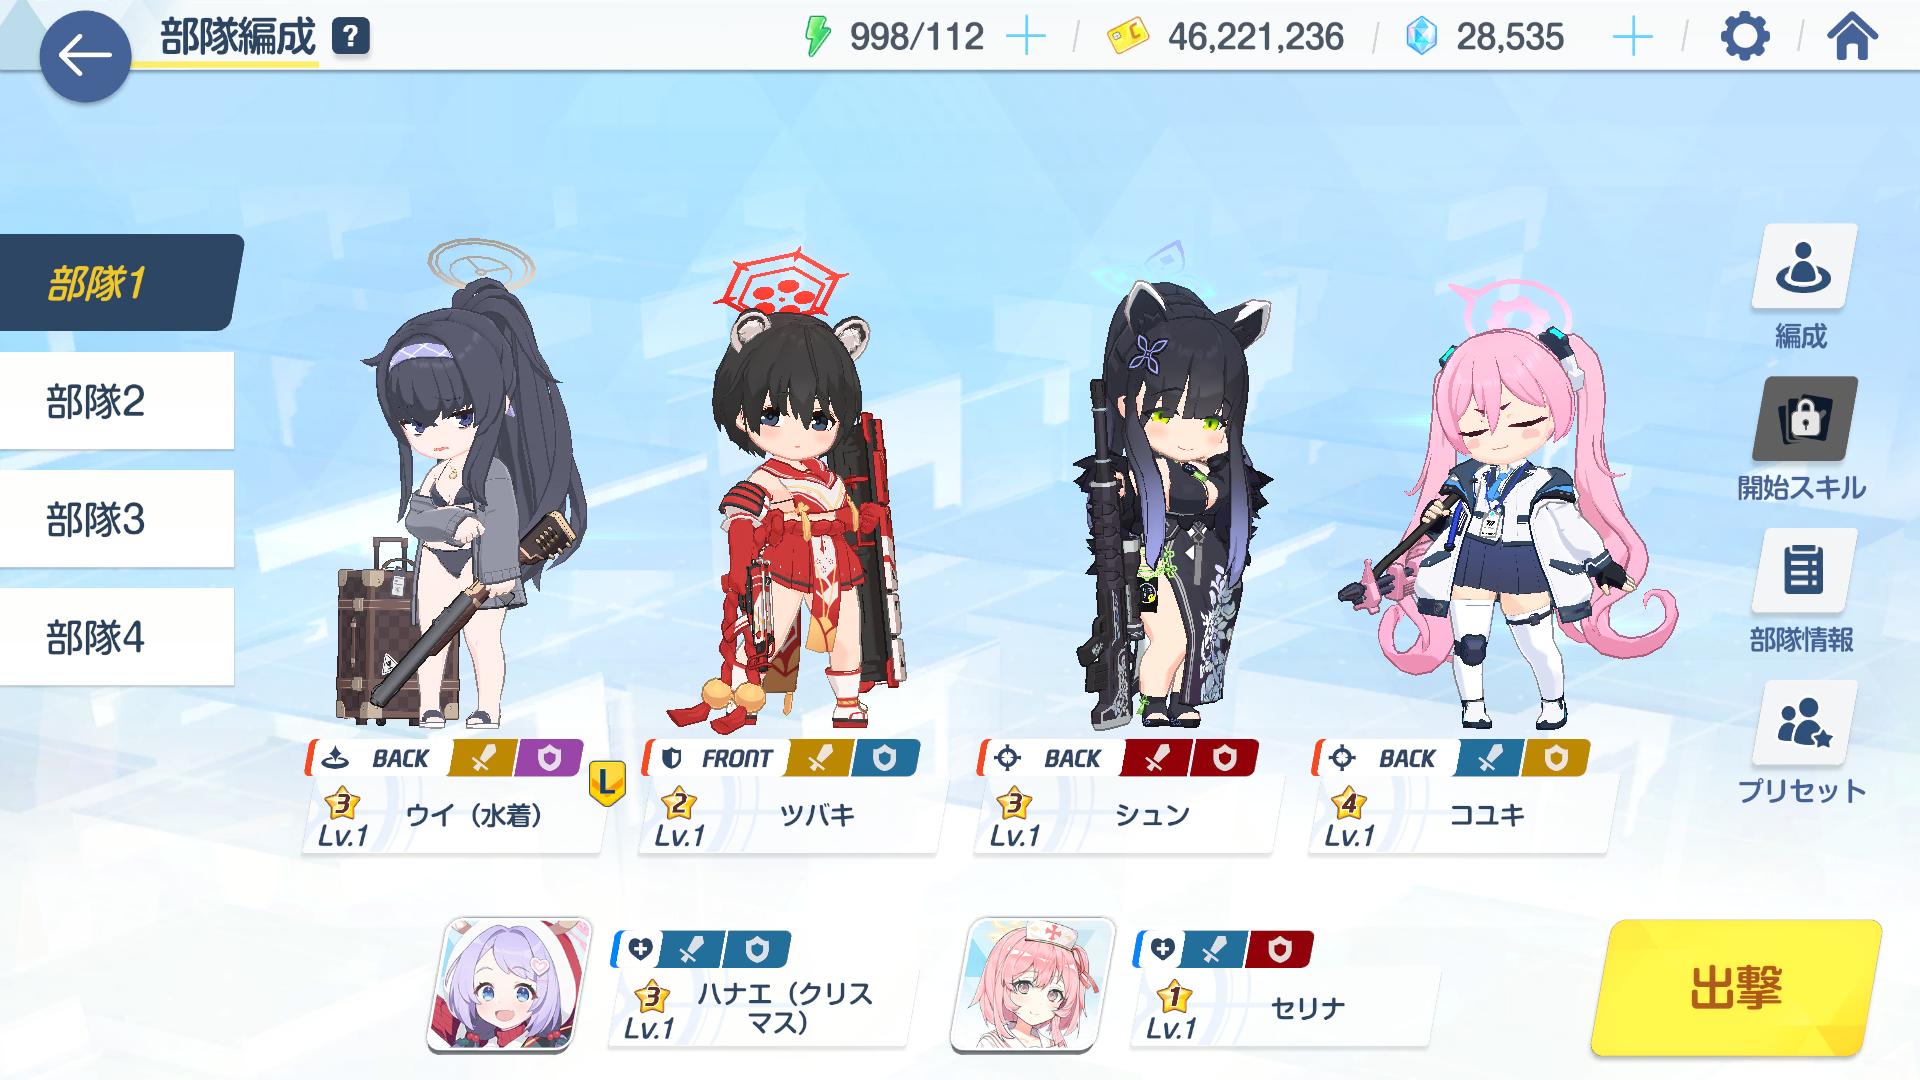 部隊編成 ?
998/112
46,221,236
28,535
部隊1
部隊2
部隊3
部隊4
編成
開始スキル
部隊情報
プリセット
BACK
3
Lv.1
ウイ（水着）
L
FRONT
2
Lv.1
ツバキ
BACK
3
Lv.1
シュン
BACK
4
Lv.1
コユキ
3
Lv.1
ハナエ（クリス
マス）
1
Lv.1
セリナ
出撃